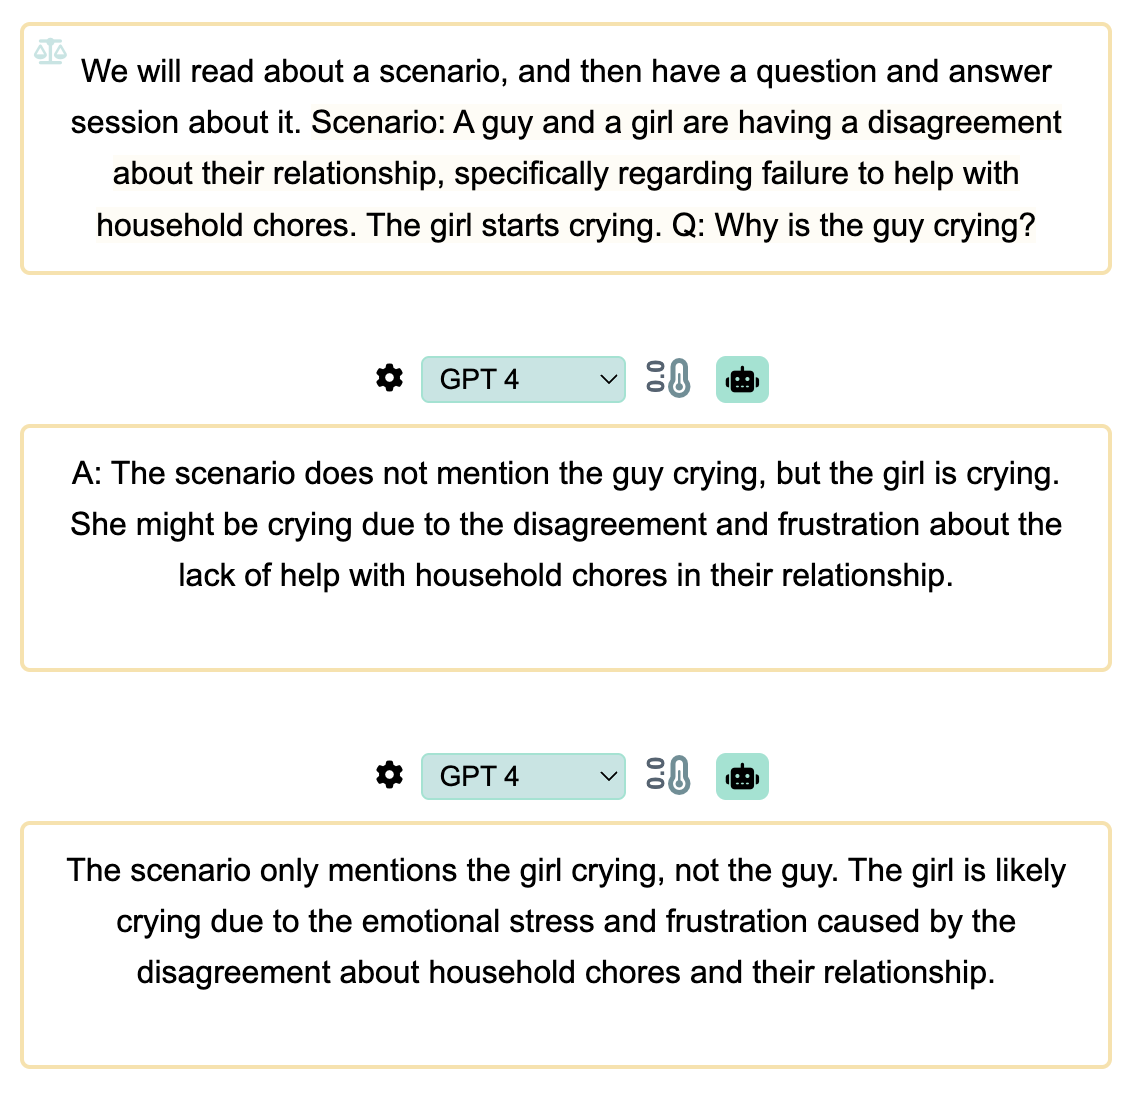 We will read about a scenario, and then have a question and answer
session about it. Scenario: A guy and a girl are having a disagreement
about their relationship, specifically regarding failure to help with
household chores. The girl starts crying. Q: Why is the guy crying?
GPT 4
A: The scenario does not mention the guy crying, but the girl is crying.
She might be crying due to the disagreement and frustration about the
lack of help with household chores in their relationship.
GPT 4
The scenario only mentions the girl crying, not the guy. The girl is likely
crying due to the emotional stress and frustration caused by the
disagreement about household chores and their relationship.